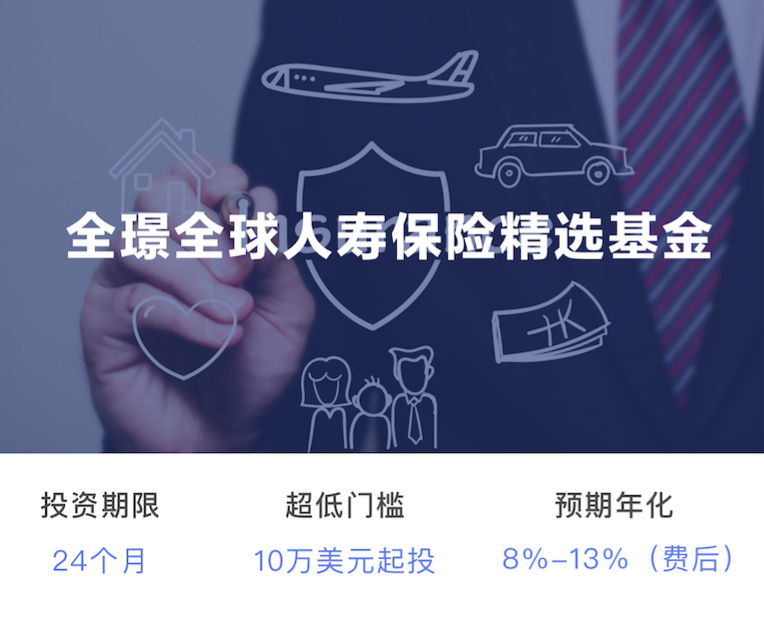 全璟全球人寿保险精选基金
投资期限 超低门槛 预期年化
24个月 10万美元起投 8%–13%（费后）